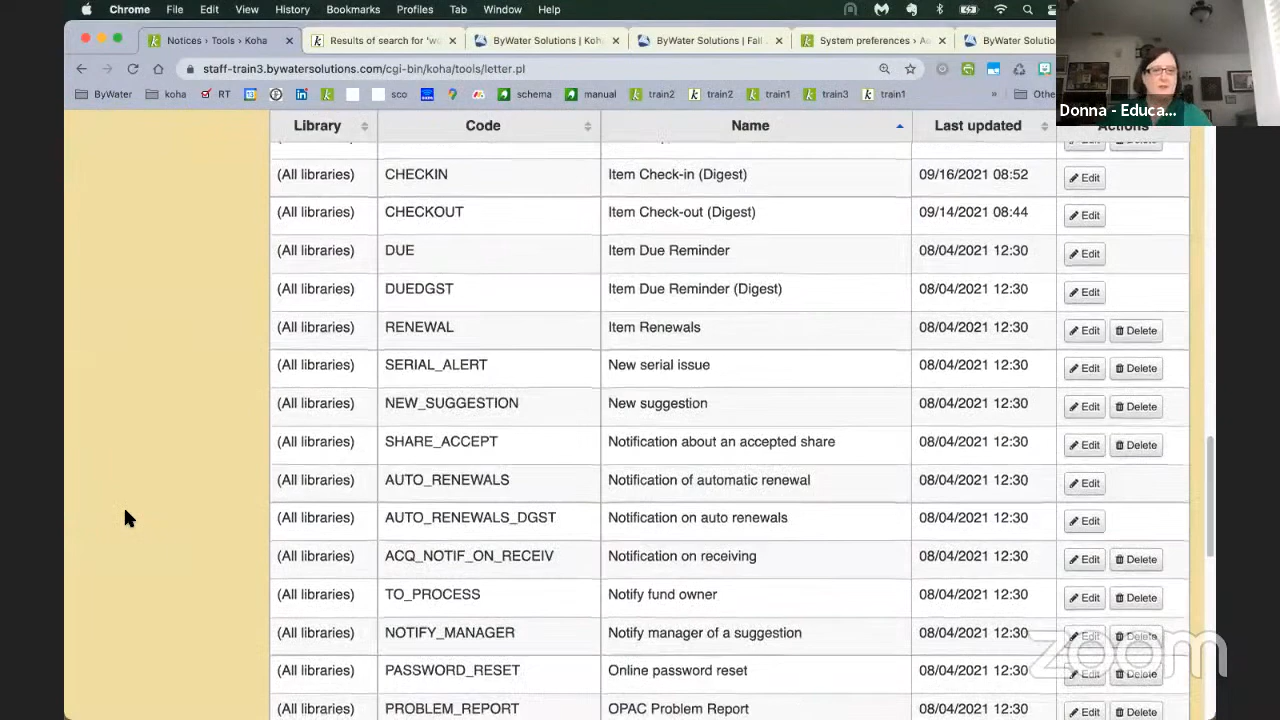 Chrome File Edit View History Bookmarks Profiles Tab Window Help
Notices › Tools › Koha Results of search for 'wo ByWater Solutions | Koh ByWater Solutions | Fall System preferences › Ad ByWater Solution
staff-train3.bywatersolutions.com/cgi-bin/koha/tools/letter.pl
ByWater koha RT sco schema manual train2 train2 train1 train3 train1 » Othe
Donna - Educa...
Library Code Name Last updated Actions
Edit Delete
(All libraries) CHECKIN Item Check-in (Digest) 09/16/2021 08:52 Edit
(All libraries) CHECKOUT Item Check-out (Digest) 09/14/2021 08:44 Edit
(All libraries) DUE Item Due Reminder 08/04/2021 12:30 Edit
(All libraries) DUEDGST Item Due Reminder (Digest) 08/04/2021 12:30 Edit
(All libraries) RENEWAL Item Renewals 08/04/2021 12:30 Edit Delete
(All libraries) SERIAL_ALERT New serial issue 08/04/2021 12:30 Edit Delete
(All libraries) NEW_SUGGESTION New suggestion 08/04/2021 12:30 Edit Delete
(All libraries) SHARE_ACCEPT Notification about an accepted share 08/04/2021 12:30 Edit Delete
(All libraries) AUTO_RENEWALS Notification of automatic renewal 08/04/2021 12:30 Edit
(All libraries) AUTO_RENEWALS_DGST Notification on auto renewals 08/04/2021 12:30 Edit
(All libraries) ACQ_NOTIF_ON_RECEIV Notification on receiving 08/04/2021 12:30 Edit Delete
(All libraries) TO_PROCESS Notify fund owner 08/04/2021 12:30 Edit Delete
(All libraries) NOTIFY_MANAGER Notify manager of a suggestion 08/04/2021 12:30 Edit Delete
zoom
(All libraries) PASSWORD_RESET Online password reset 08/04/2021 12:30 Edit Delete
(All libraries) PROBLEM_REPORT OPAC Problem Report 08/04/2021 12:30 Edit Delete